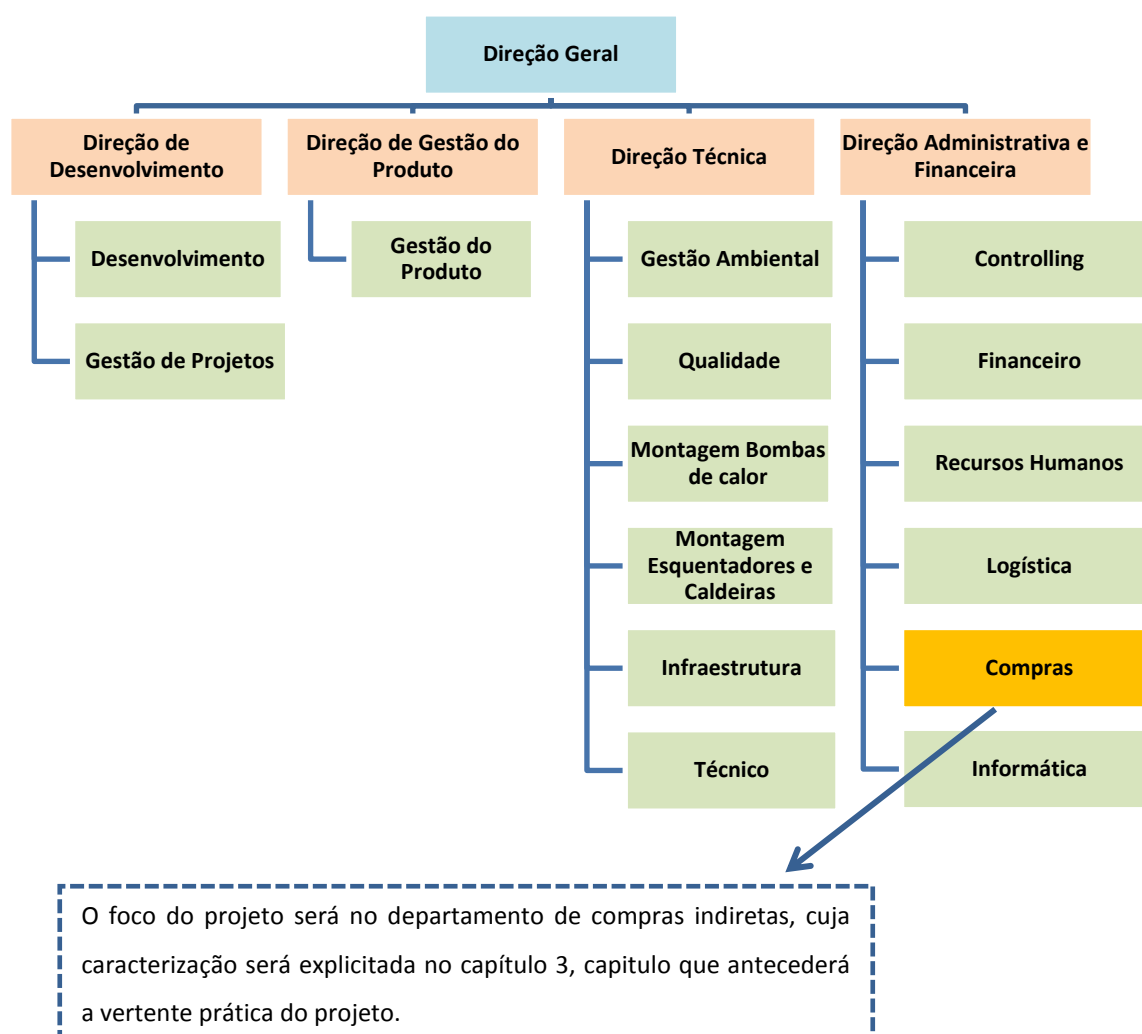 Direção Geral
Direção de
Desenvolvimento
Direção de Gestão do
Produto
Direção Técnica
Direção Administrativa e
Financeira
Desenvolvimento
Gestão de Projetos
Gestão do
Produto
Gestão Ambiental
Qualidade
Montagem Bombas
de calor
Montagem
Esquentadores e
Caldeiras
Infraestrutura
Técnico
Controlling
Financeiro
Recursos Humanos
Logística
Compras
Informática
O foco do projeto será no departamento de compras indiretas, cuja
caracterização será explicitada no capítulo 3, capitulo que antecederá
a vertente prática do projeto.